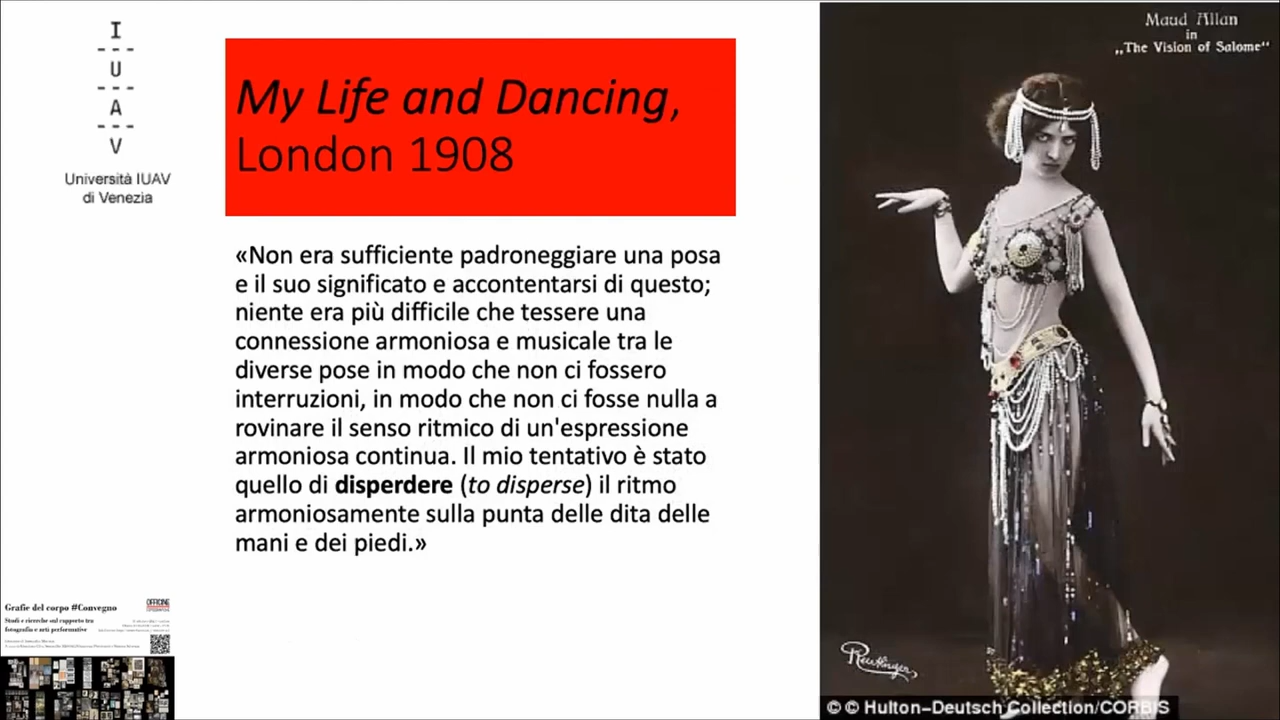 I
U
A
V
Università IUAV
di Venezia
My Life and Dancing,
London 1908
«Non era sufficiente padroneggiare una posa
e il suo significato e accontentarsi di questo;
niente era più difficile che tessere una
connessione armoniosa e musicale tra le
diverse pose in modo che non ci fossero
interruzioni, in modo che non ci fosse nulla a
rovinare il senso ritmico di un'espressione
armoniosa continua. Il mio tentativo è stato
quello di disperdere (to disperse) il ritmo
armoniosamente sulla punta delle dita delle
mani e dei piedi.»
Maud Allan
in
„The Vision of Salome“
Reutlinger
© © Hulton–Deutsch Collection/CORBIS
Grafie del corpo #Convegno
Studi e ricerche sul rapporto tra
fotografia e arti performative
OFFICINE